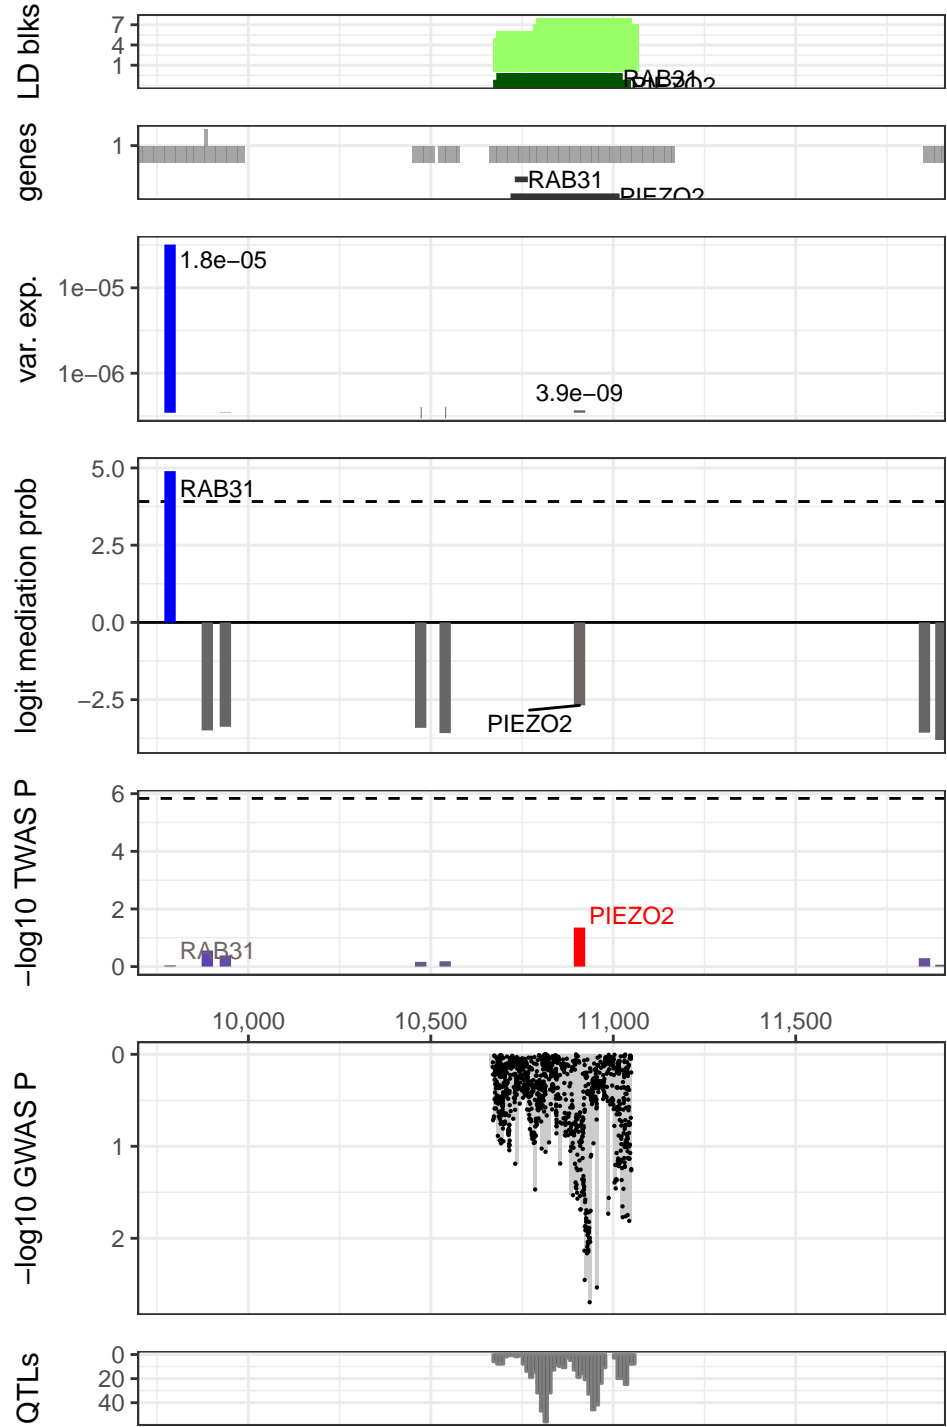 LD blks
7
4
1
RAB31
PIEZO2
genes
1
RAB31
PIEZO2
var. exp.
1e−05
1e−06
1.8e−05
3.9e−09
logit mediation prob
5.0
2.5
0.0
−2.5
RAB31
PIEZO2
−log10 TWAS P
6
4
2
0
RAB31
PIEZO2
10,000 10,500 11,000 11,500
−log10 GWAS P
0
1
2
QTLs
0
20
40